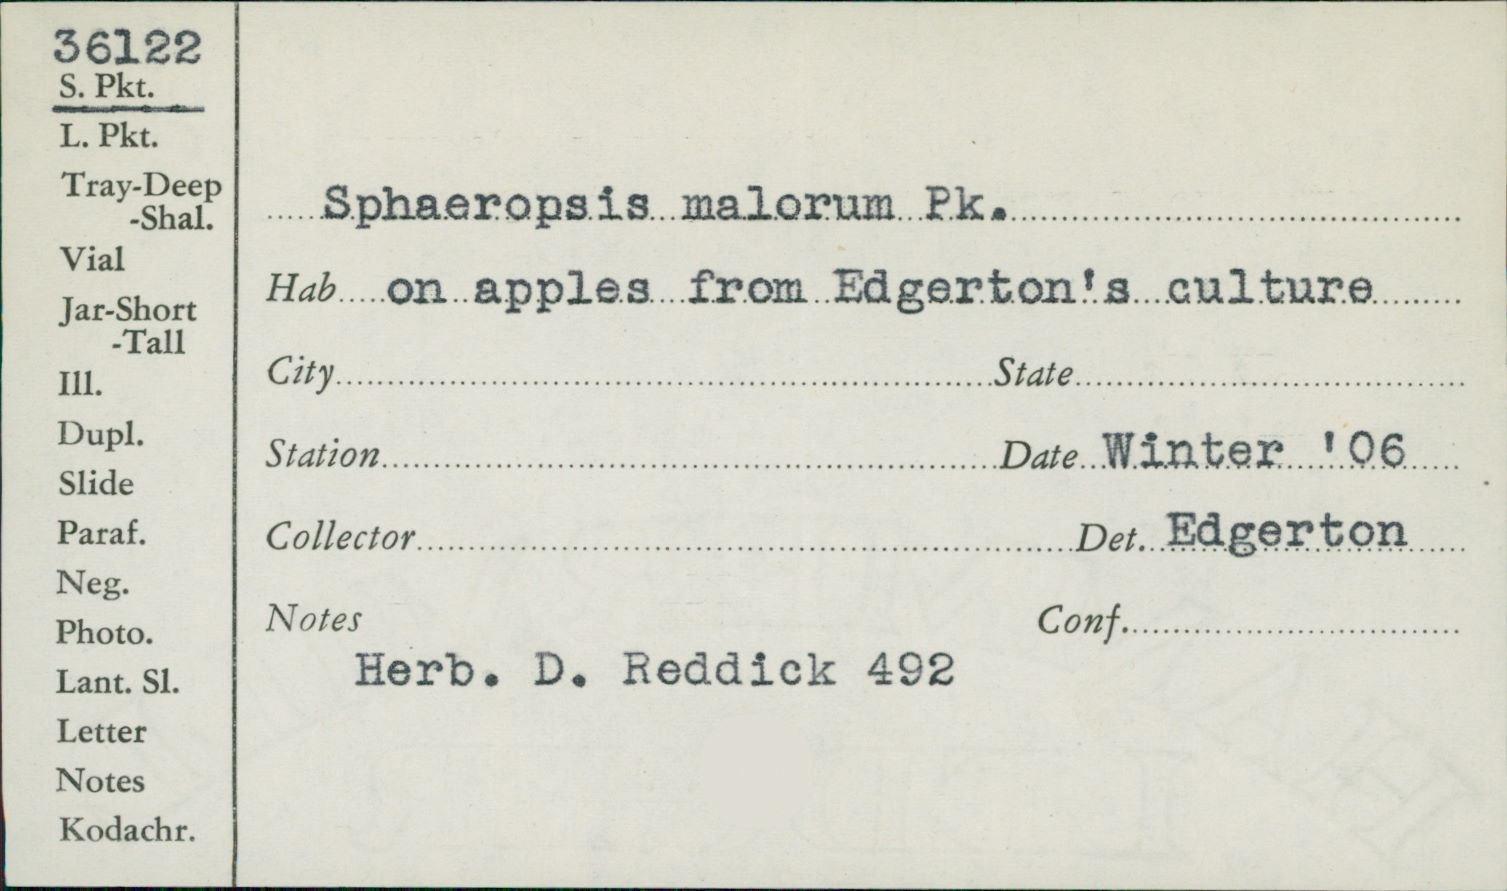 36122
S. Pkt.
L. Pkt.
Tray-Deep
-Shal.
Vial
Jar-Short
-Tall
Ill.
Dupl.
Slide
Paraf.
Neg.
Photo.
Lant. Sl.
Letter
Notes
Kodachr.
Sphaeropsis malorum Pk.
Hab on apples from Edgerton's culture
City State
Station Date Winter '06
Collector Det. Edgerton
Notes Conf.
Herb. D. Reddick 492